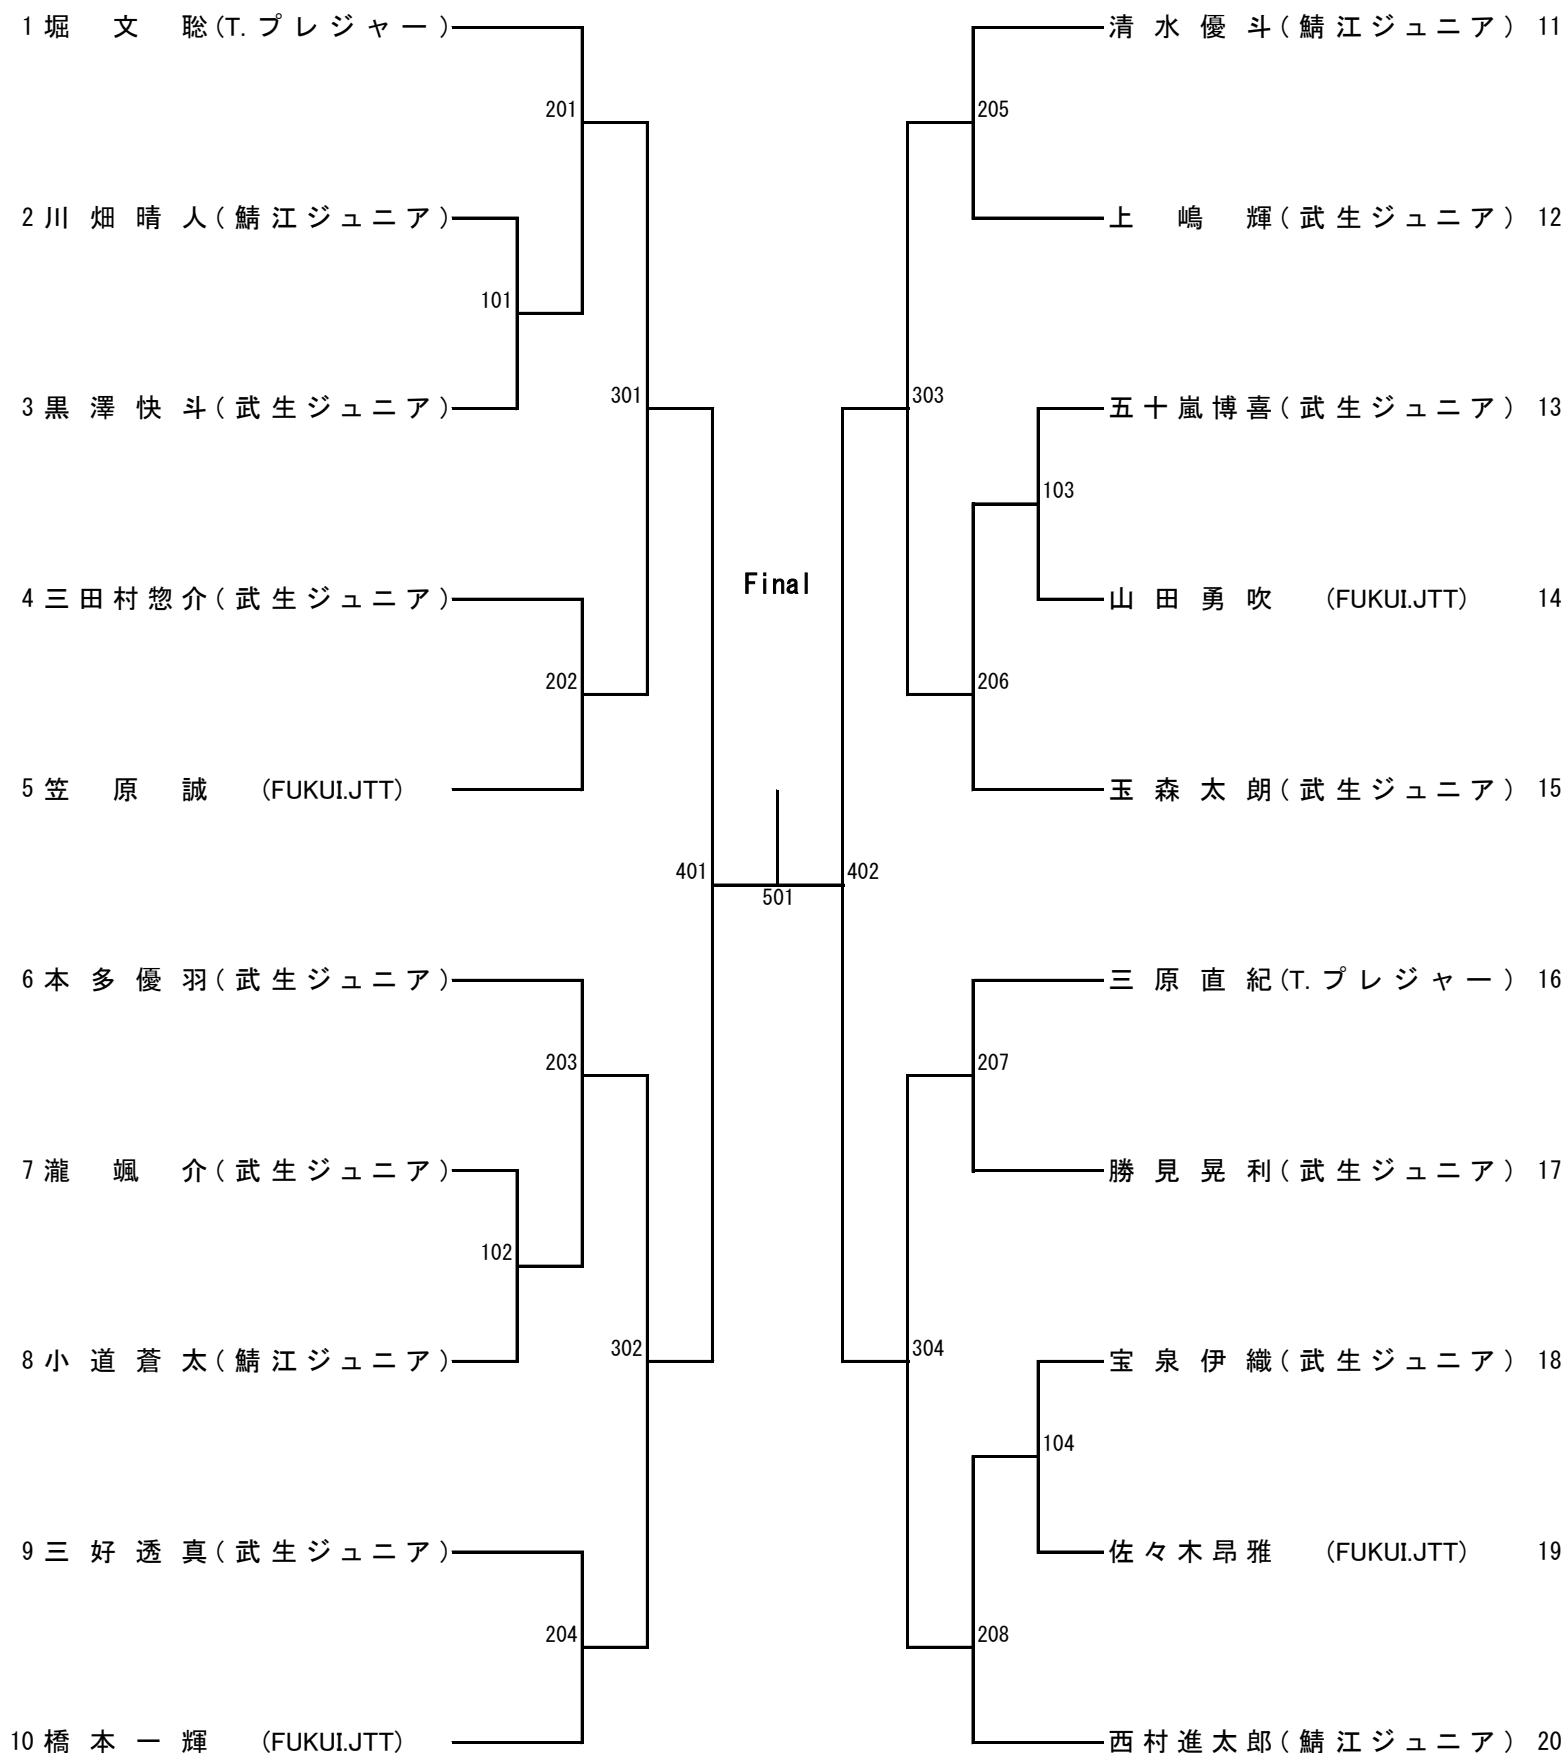 1 堀 文 聡(T.プレジャー)
201
2 川畑晴人(鯖江ジュニア)
101
3 黒澤快斗(武生ジュニア)
301
4 三田村惣介(武生ジュニア)
202
5 笠 原 誠 (FUKUI.JTT)
401
6 本多優羽(武生ジュニア)
203
7 瀧 颯 介(武生ジュニア)
102
8 小道蒼太(鯖江ジュニア)
302
9 三好透真(武生ジュニア)
204
10 橋本一輝 (FUKUI.JTT)
Final
501
清水優斗(鯖江ジュニア) 11
205
上 嶋 輝(武生ジュニア) 12
303
五十嵐博喜(武生ジュニア) 13
103
山田勇吹 (FUKUI.JTT) 14
206
玉森太朗(武生ジュニア) 15
402
三原直紀(T.プレジャー) 16
207
勝見晃利(武生ジュニア) 17
304
宝泉伊織(武生ジュニア) 18
104
佐々木昂雅 (FUKUI.JTT) 19
208
西村進太郎(鯖江ジュニア) 20